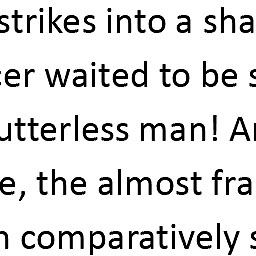 strikes into a sha
cer waited to be s
utterless man! Ar
e, the almost fra
n comparatively s